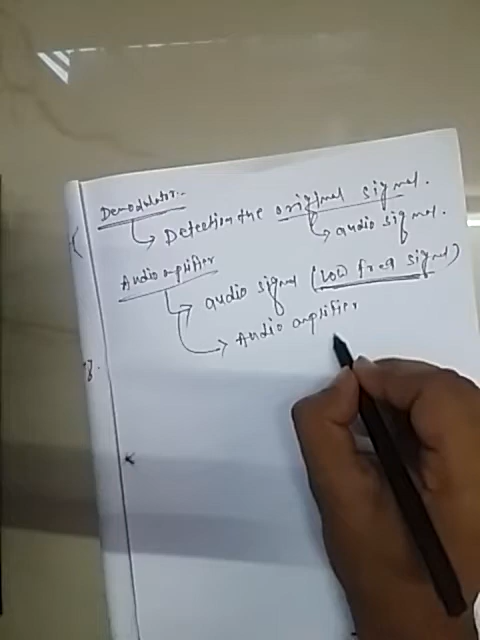 Demodulator:-
Detection the original signal.
audio signal.
Audio amplifier
audio signal (low freq signal)
Audio amplifier